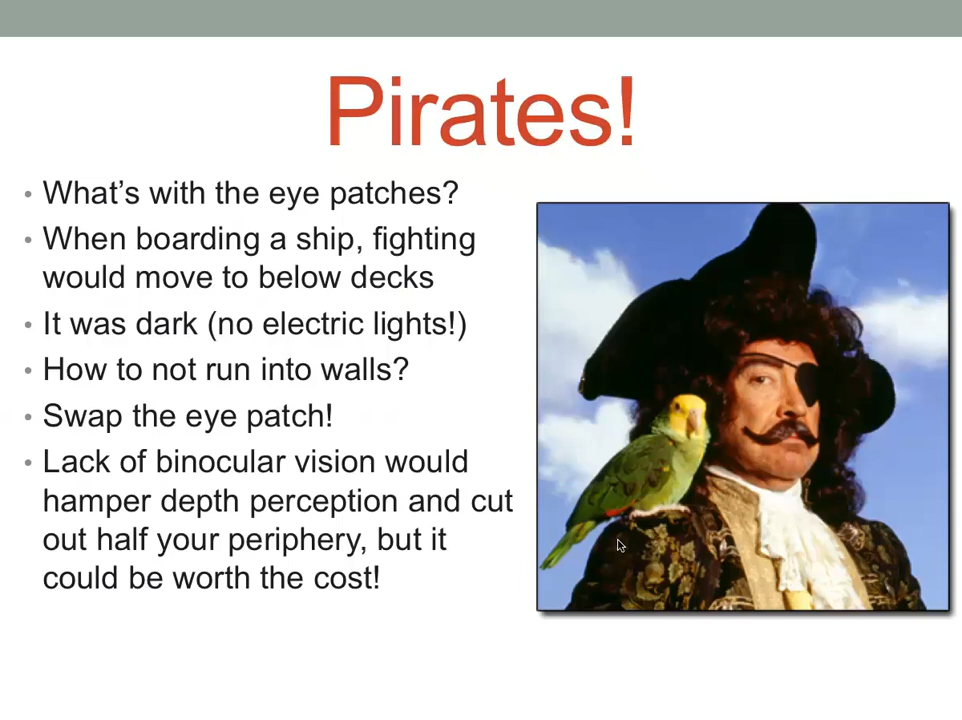 Pirates!
• What’s with the eye patches?
• When boarding a ship, fighting
would move to below decks
• It was dark (no electric lights!)
• How to not run into walls?
• Swap the eye patch!
• Lack of binocular vision would
hamper depth perception and cut
out half your periphery, but it
could be worth the cost!